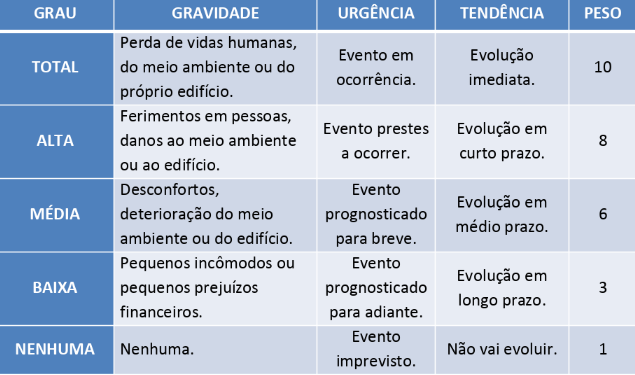 GRAU GRAVIDADE URGÊNCIA TENDÊNCIA PESO
TOTAL
Perda de vidas humanas,
do meio ambiente ou do
próprio edifício.
Evento em
ocorrência.
Evolução
imediata.
10
ALTA
Ferimentos em pessoas,
danos ao meio ambiente
ou ao edifício.
Evento prestes
a ocorrer.
Evolução em
curto prazo.
8
MÉDIA
Desconfortos,
deterioração do meio
ambiente ou do edifício.
Evento
prognosticado
para breve.
Evolução em
médio prazo.
6
BAIXA
Pequenos incômodos ou
pequenos prejuízos
financeiros.
Evento
prognosticado
para adiante.
Evolução em
longo prazo.
3
NENHUMA
Nenhuma.
Evento
imprevisto.
Não vai evoluir.
1